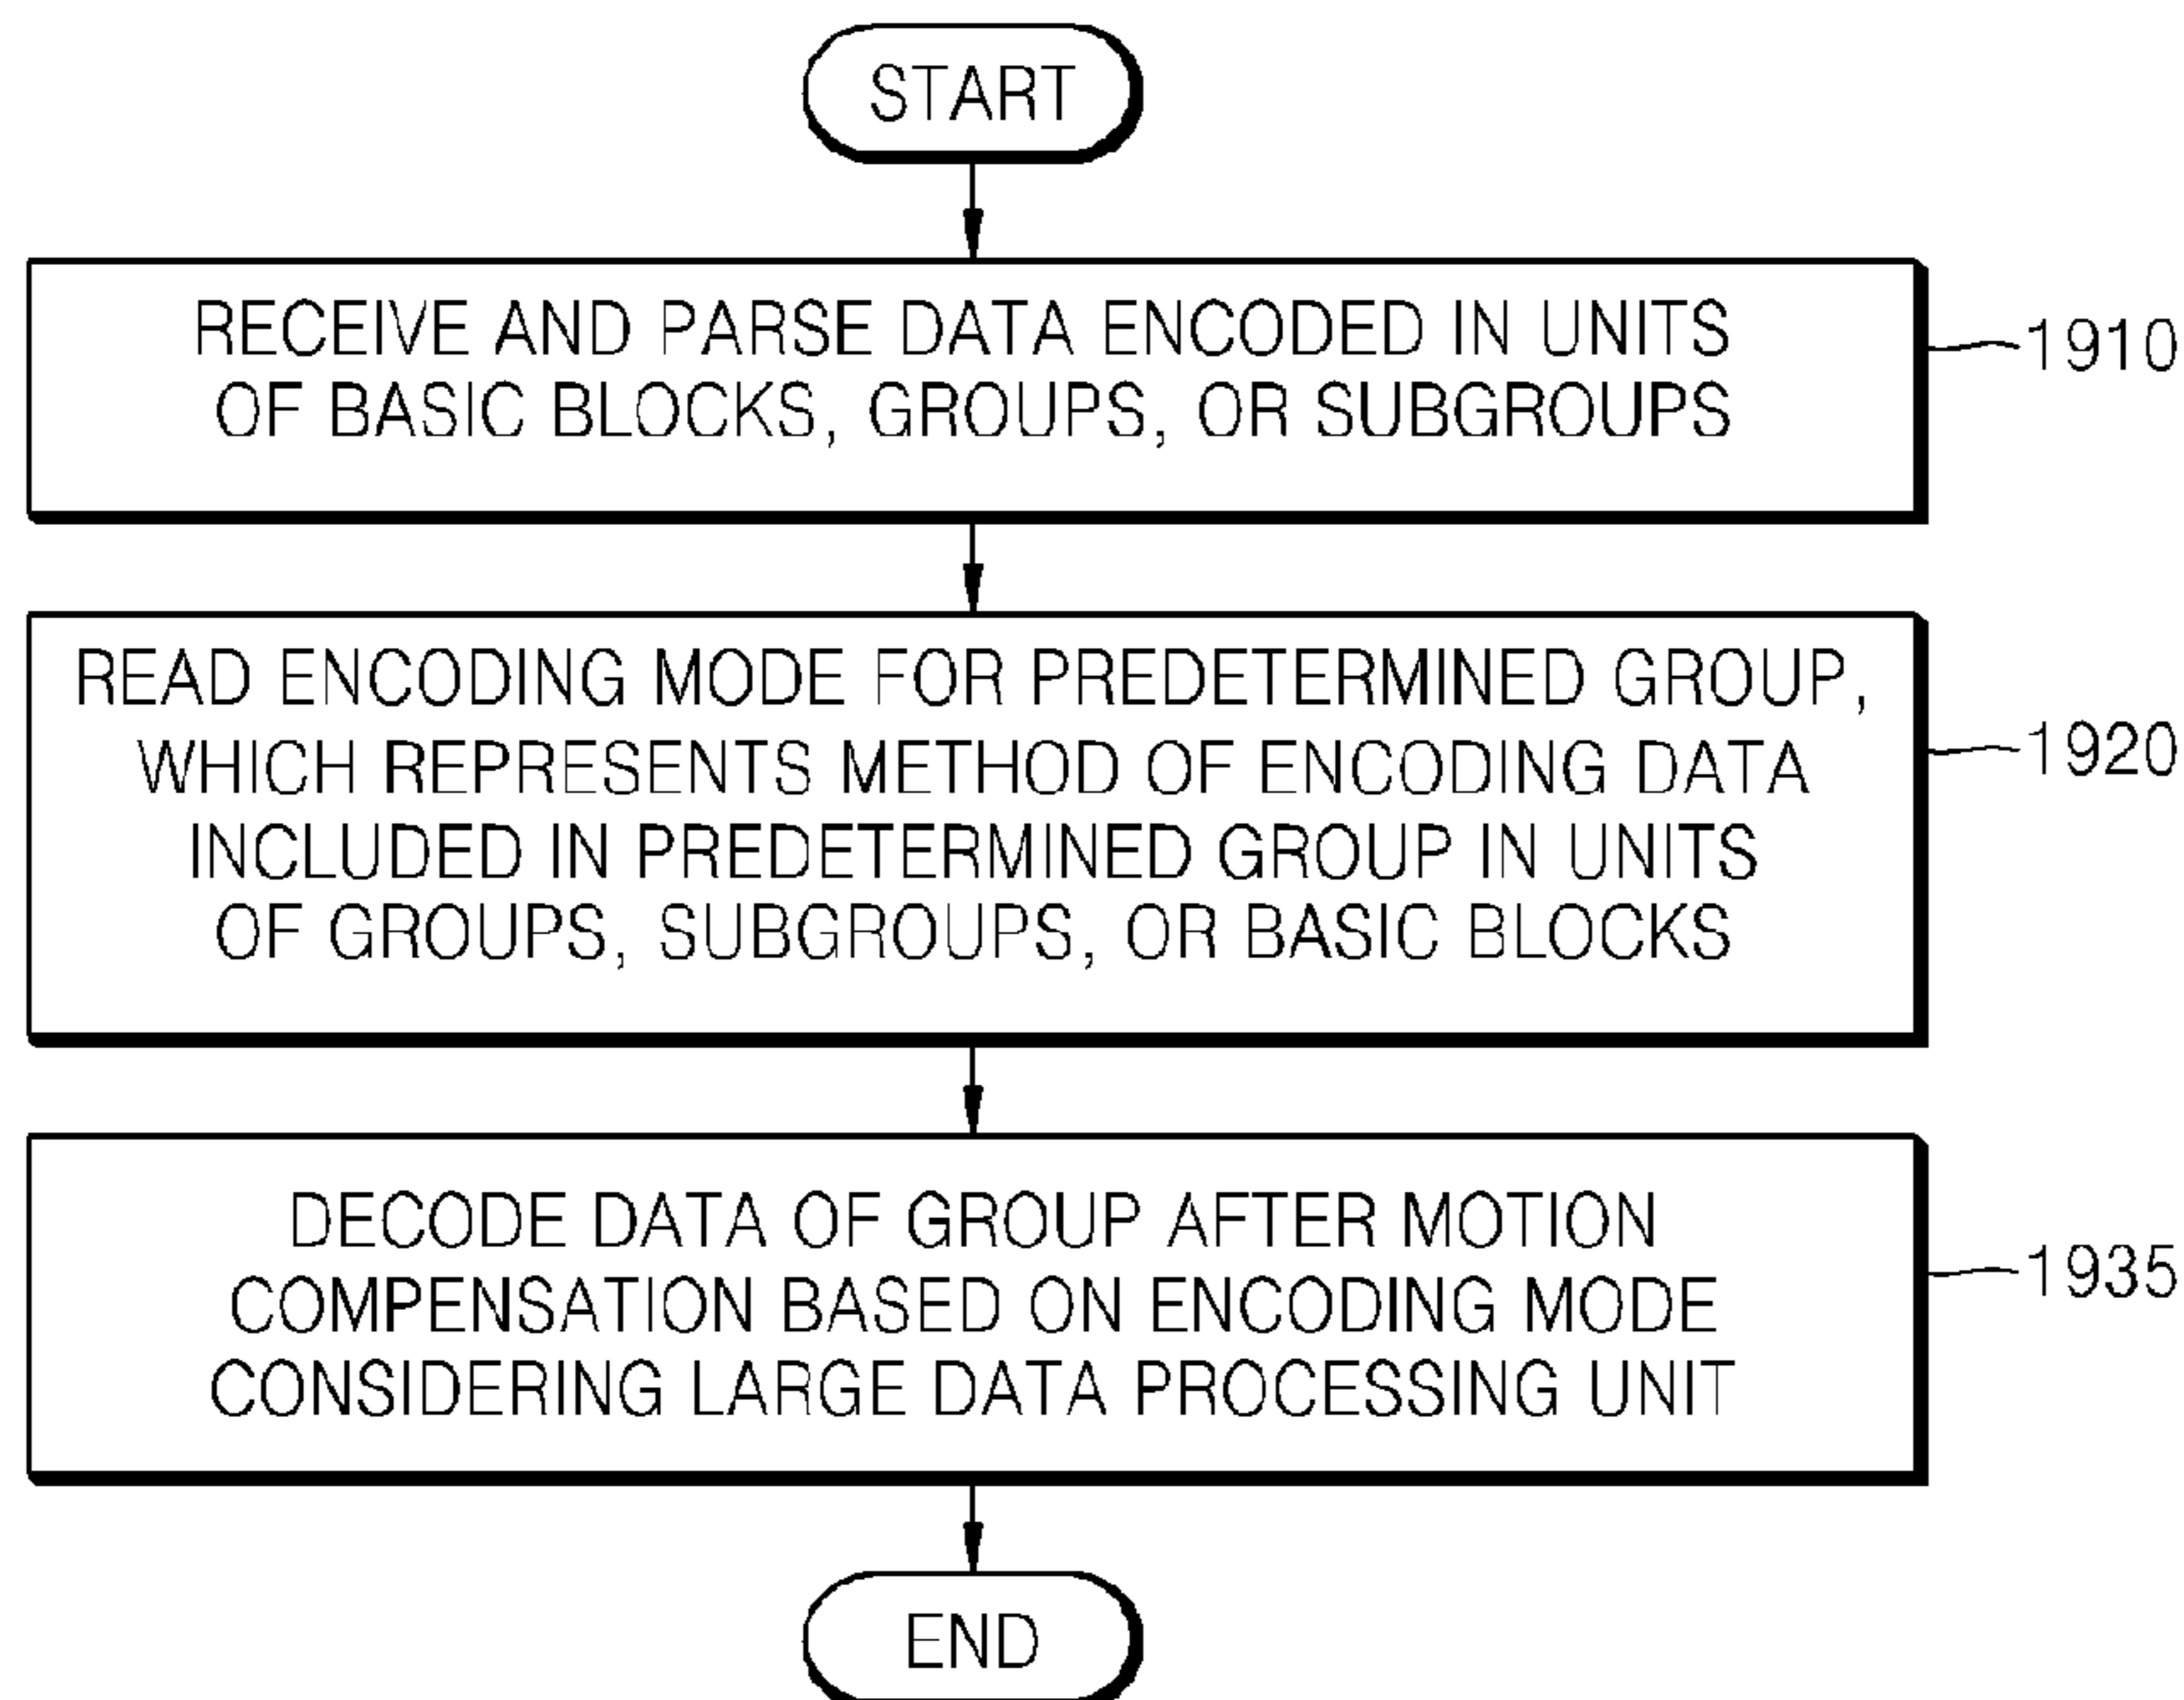 START
RECEIVE AND PARSE DATA ENCODED IN UNITS
OF BASIC BLOCKS, GROUPS, OR SUBGROUPS
1910
READ ENCODING MODE FOR PREDETERMINED GROUP,
WHICH REPRESENTS METHOD OF ENCODING DATA
INCLUDED IN PREDETERMINED GROUP IN UNITS
OF GROUPS, SUBGROUPS, OR BASIC BLOCKS
1920
DECODE DATA OF GROUP AFTER MOTION
COMPENSATION BASED ON ENCODING MODE
CONSIDERING LARGE DATA PROCESSING UNIT
1935
END